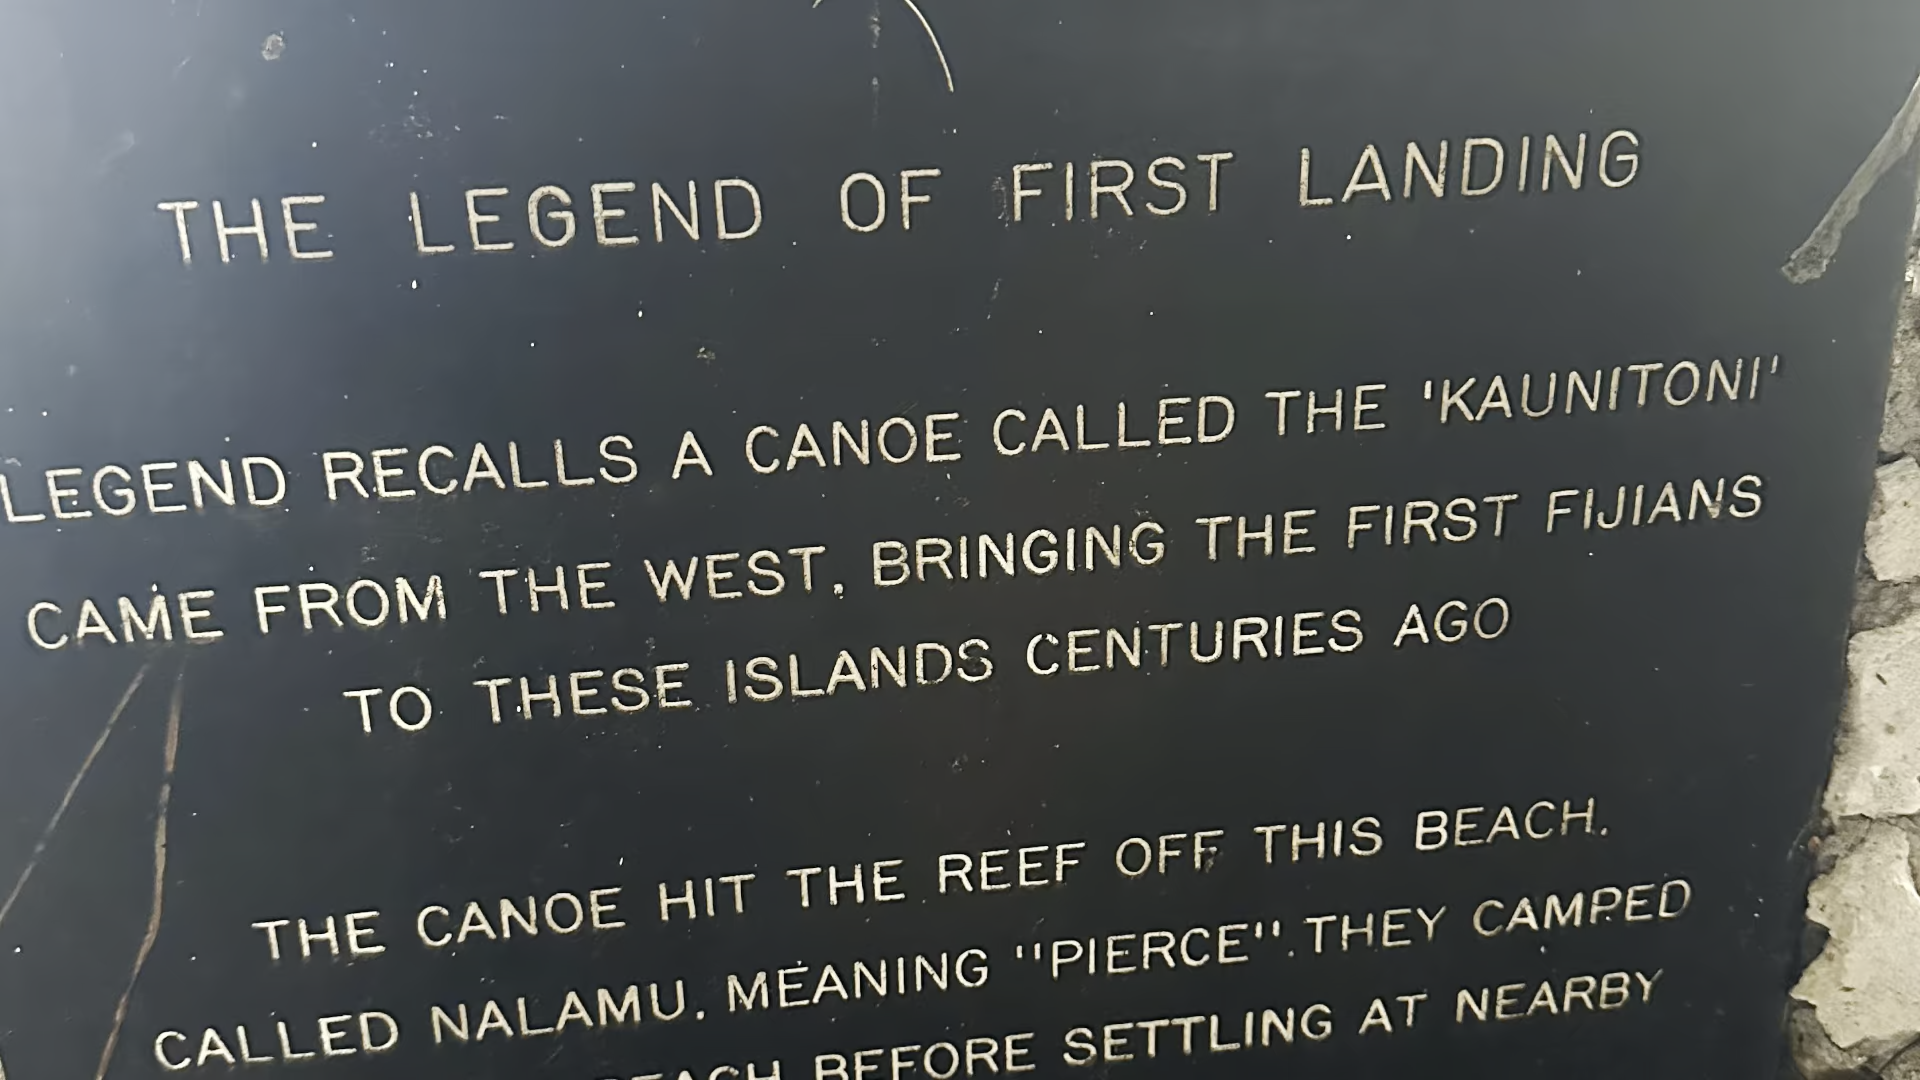 THE LEGEND OF FIRST LANDING
LEGEND RECALLS A CANOE CALLED THE 'KAUNITONI'
CAME FROM THE WEST, BRINGING THE FIRST FIJIANS
TO THESE ISLANDS CENTURIES AGO
THE CANOE HIT THE REEF OFF THIS BEACH,
CALLED NALAMU, MEANING "PIERCE". THEY CAMPED
BEACH BEFORE SETTLING AT NEARBY